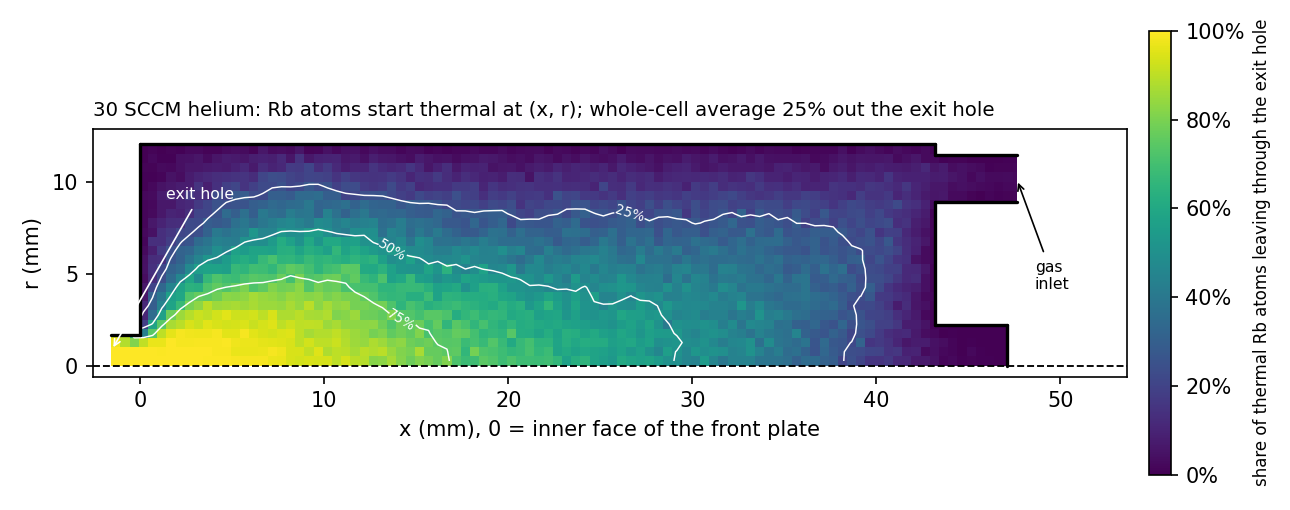 30 SCCM helium: Rb atoms start thermal at (x, r); whole-cell average 25% out the exit hole
r (mm)
10
5
0
exit hole
25%
50%
75%
gas
inlet
0
10
20
30
40
50
x (mm), 0 = inner face of the front plate
100%
80%
60%
40%
20%
0%
share of thermal Rb atoms leaving through the exit hole